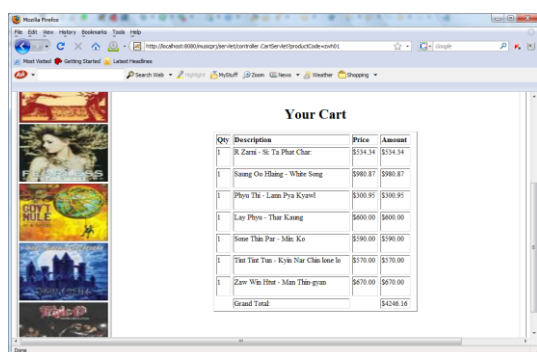 Mozilla Firefox
File Edit View History Bookmarks Tools Help
http://localhost:8080/musicprj/servlet/controller.CartServlet?productCode=zwh01
Google
Most Visited Getting Started Latest Headlines
Search Web Highlight MyStuff Zoom News Weather Shopping
Your Cart
Qty Description Price Amount
1 R Zarni - Si: Ta Phat Char: $534.34 $534.34
1 Saung Oo Hlaing - White Song $980.87 $980.87
1 Phyu Thi - Lann Pya Kyawl $300.95 $300.95
1 Lay Phyu - Thar Kaung $600.00 $600.00
1 Sone Thin Par - Min: Ko $590.00 $590.00
1 Tint Tint Tun - Kyin Nar Chin lone lo $570.00 $570.00
1 Zaw Win Htut - Man Thin-gyan $670.00 $670.00
Grand Total: $4246.16
FEARLESS
GOV'T
MULE
Done